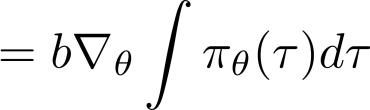 = b∇_θ ∫ π_θ(τ)dτ